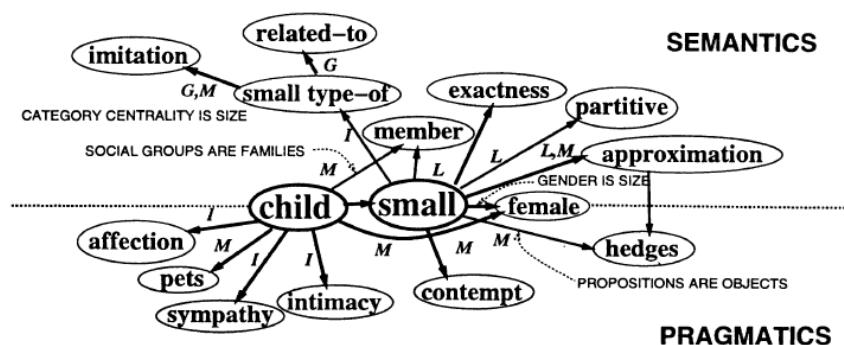 related–to
SEMANTICS
imitation
G
G,M
small type–of
exactness
partitive
CATEGORY CENTRALITY IS SIZE
I
member
L
L,M
approximation
SOCIAL GROUPS ARE FAMILIES
M
L
GENDER IS SIZE
child
small
female
I
affection
M
I
I
M
M
M
hedges
pets
intimacy
contempt
PROPOSITIONS ARE OBJECTS
sympathy
PRAGMATICS